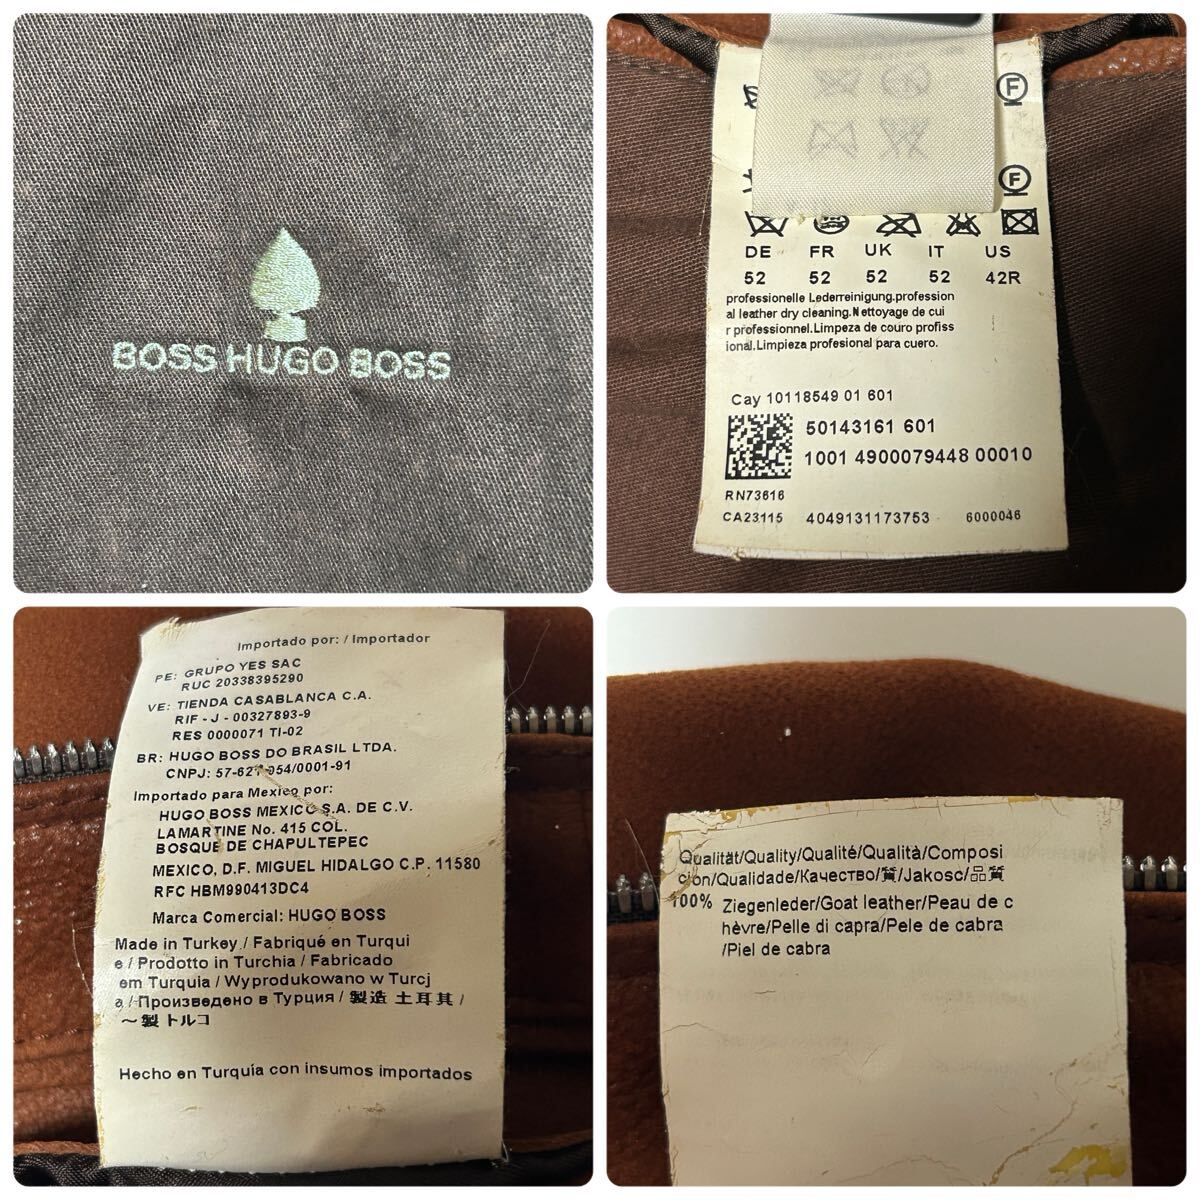 BOSS HUGO BOSS
F
F
DE FR UK IT US
52 52 52 52 42R
professionelle Lederreinigung.profession
al leather dry cleaning.Nettoyage de cui
r professionnel.Limpeza de couro profiss
ional.Limpieza profesional para cuero.
Cay 10118549 01 601
50143161 601
1001 4900079448 00010
RN73616
CA23115 4049131173753 6000046
Importado por: / Importador
PE: GRUPO YES SAC
RUC 20338395290
VE: TIENDA CASABLANCA C.A.
RIF - J - 00327893-9
RES 0000071 TI-02
BR: HUGO BOSS DO BRASIL LTDA.
CNPJ: /0001-91
Importado para Mexico por:
HUGO BOSS MEXICO S.A. DE C.V.
LAMARTINE No. 415 COL.
BOSQUE DE CHAPULTEPEC
MEXICO, D.F. MIGUEL HIDALGO C.P. 11580
RFC HBM990413DC4
Marca Comercial: HUGO BOSS
Made in Turkey / Fabriqué en Turqui
e / Prodotto in Turchia / Fabricado
em Turquia / Wyprodukowano w Turcj
a / Произведено в Турция / 製造 土耳其 /
~製 トルコ
Hecho en Turquía con insumos importados
Qualität/Quality/Qualité/Qualità/Composi
ción/Qualidade/Качество/質/Jakosc/品質
100% Ziegenleder/Goat leather/Peau de c
hèvre/Pelle di capra/Pele de cabra
/Piel de cabra